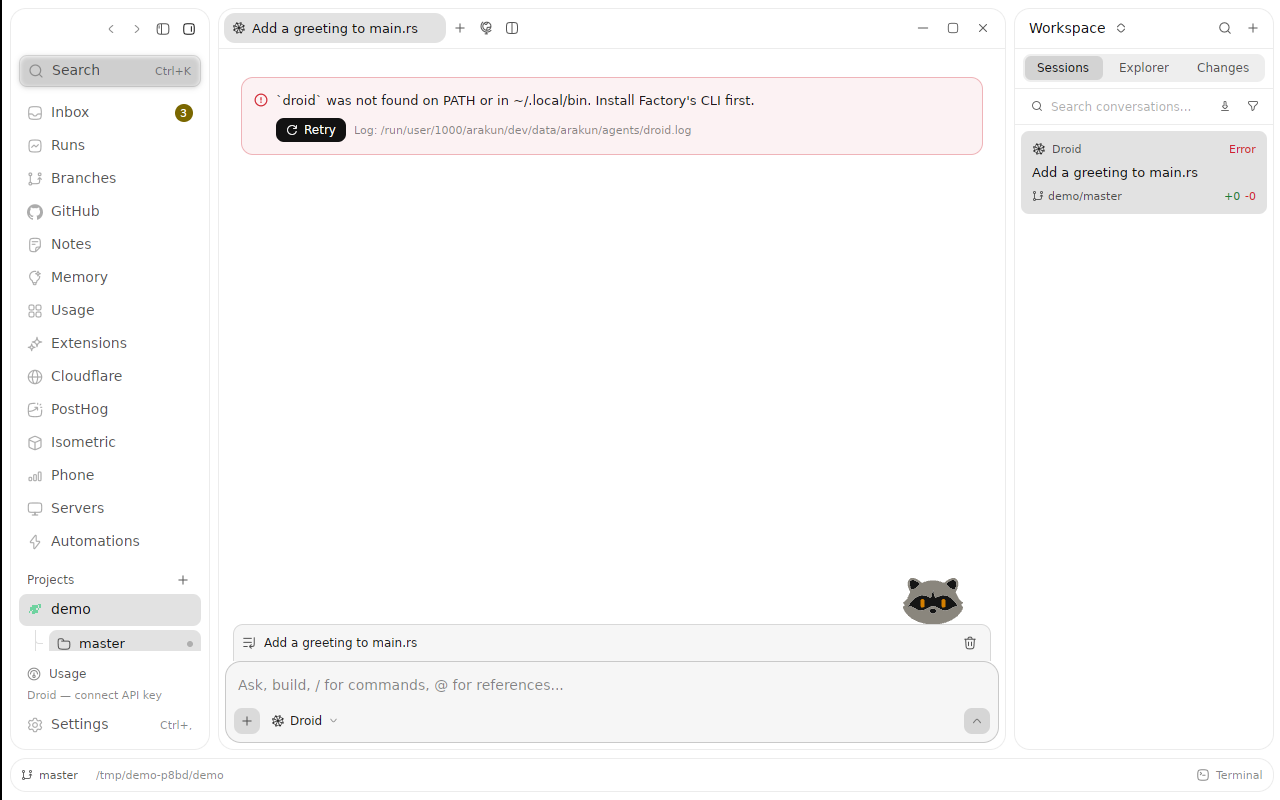 Search Ctrl+K
Inbox 3
Runs
Branches
GitHub
Notes
Memory
Usage
Extensions
Cloudflare
PostHog
Isometric
Phone
Servers
Automations
Projects
demo
master
Usage
Droid — connect API key
Settings Ctrl+,
Add a greeting to main.rs
`droid` was not found on PATH or in ~/.local/bin. Install Factory's CLI first.
Retry Log: /run/user/1000/arakun/dev/data/arakun/agents/droid.log
Add a greeting to main.rs
Ask, build, / for commands, @ for references...
Droid
Workspace
Sessions Explorer Changes
Search conversations...
Droid Error
Add a greeting to main.rs
demo/master +0 -0
master /tmp/demo-p8bd/demo Terminal